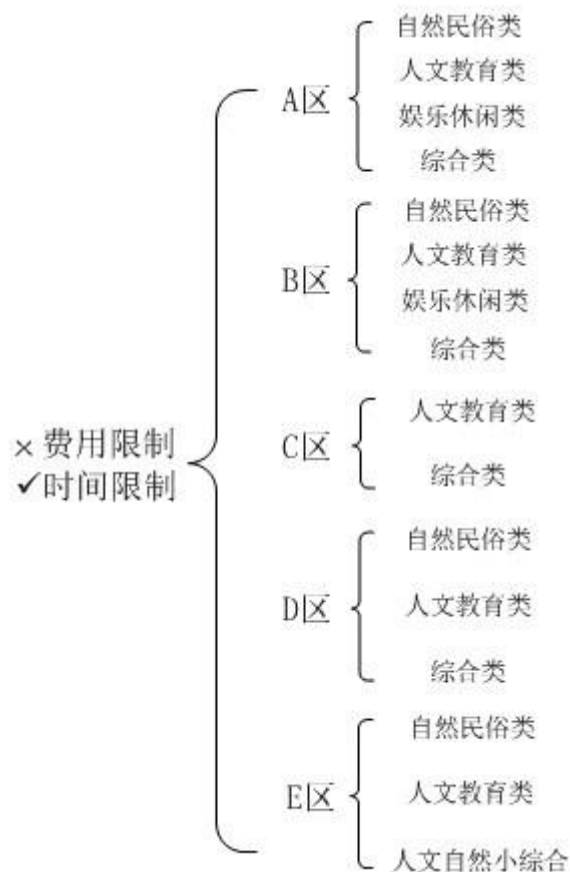 A区
自然民俗类
人文教育类
娱乐休闲类
综合类
B区
自然民俗类
人文教育类
娱乐休闲类
综合类
×费用限制
✓时间限制
C区
人文教育类
综合类
D区
自然民俗类
人文教育类
综合类
E区
自然民俗类
人文教育类
人文自然小综合